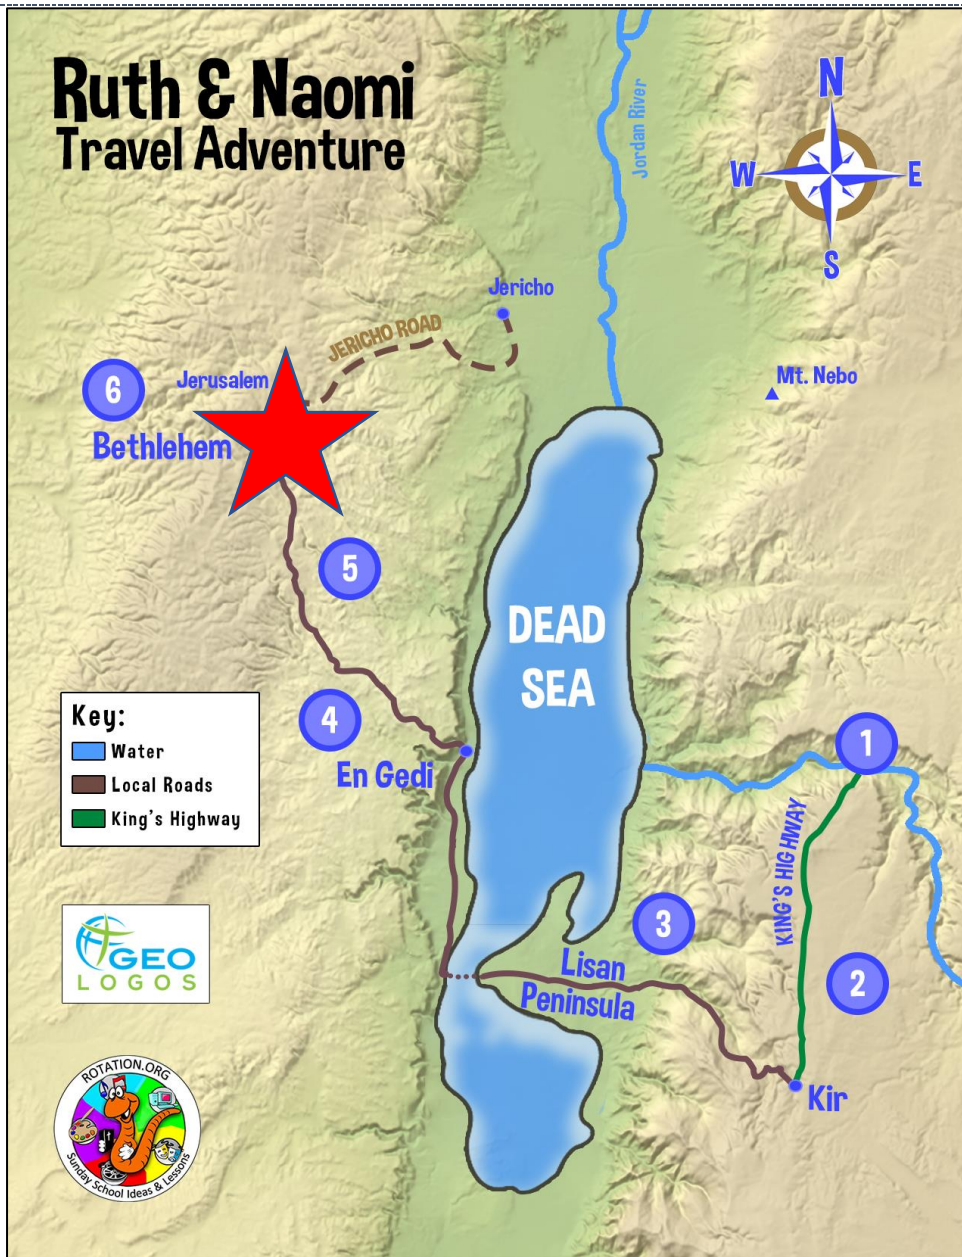 Ruth & Naomi
Travel Adventure
Jordan River
N
W
E
S
Jericho
JERICHO ROAD
Mt. Nebo
6
Jerusalem
Bethlehem
5
DEAD
SEA
4
En Gedi
1
KING'S HIGHWAY
Key:
Water
Local Roads
King's Highway
3
2
Lisan
Peninsula
Kir
GEO
LOGOS
ROTATION.ORG
Sunday School Ideas & Lessons